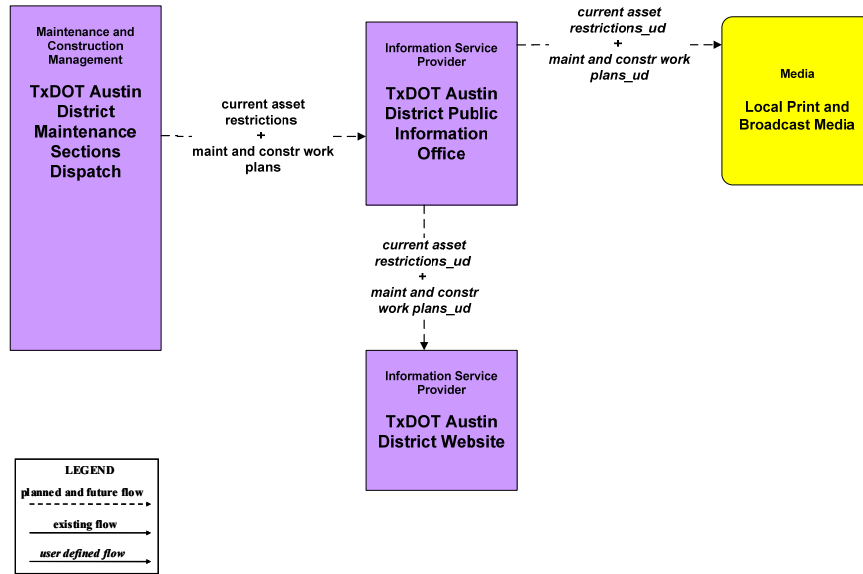 Maintenance and
Construction
Management
TxDOT Austin
District
Maintenance
Sections
Dispatch
current asset
restrictions
+
maint and constr work
plans
Information Service
Provider
TxDOT Austin
District Public
Information
Office
current asset
restrictions_ud
+
maint and constr work
plans_ud
Media
Local Print and
Broadcast Media
current asset
restrictions_ud
+
maint and constr
work plans_ud
Information Service
Provider
TxDOT Austin
District Website
LEGEND
planned and future flow
existing flow
user defined flow